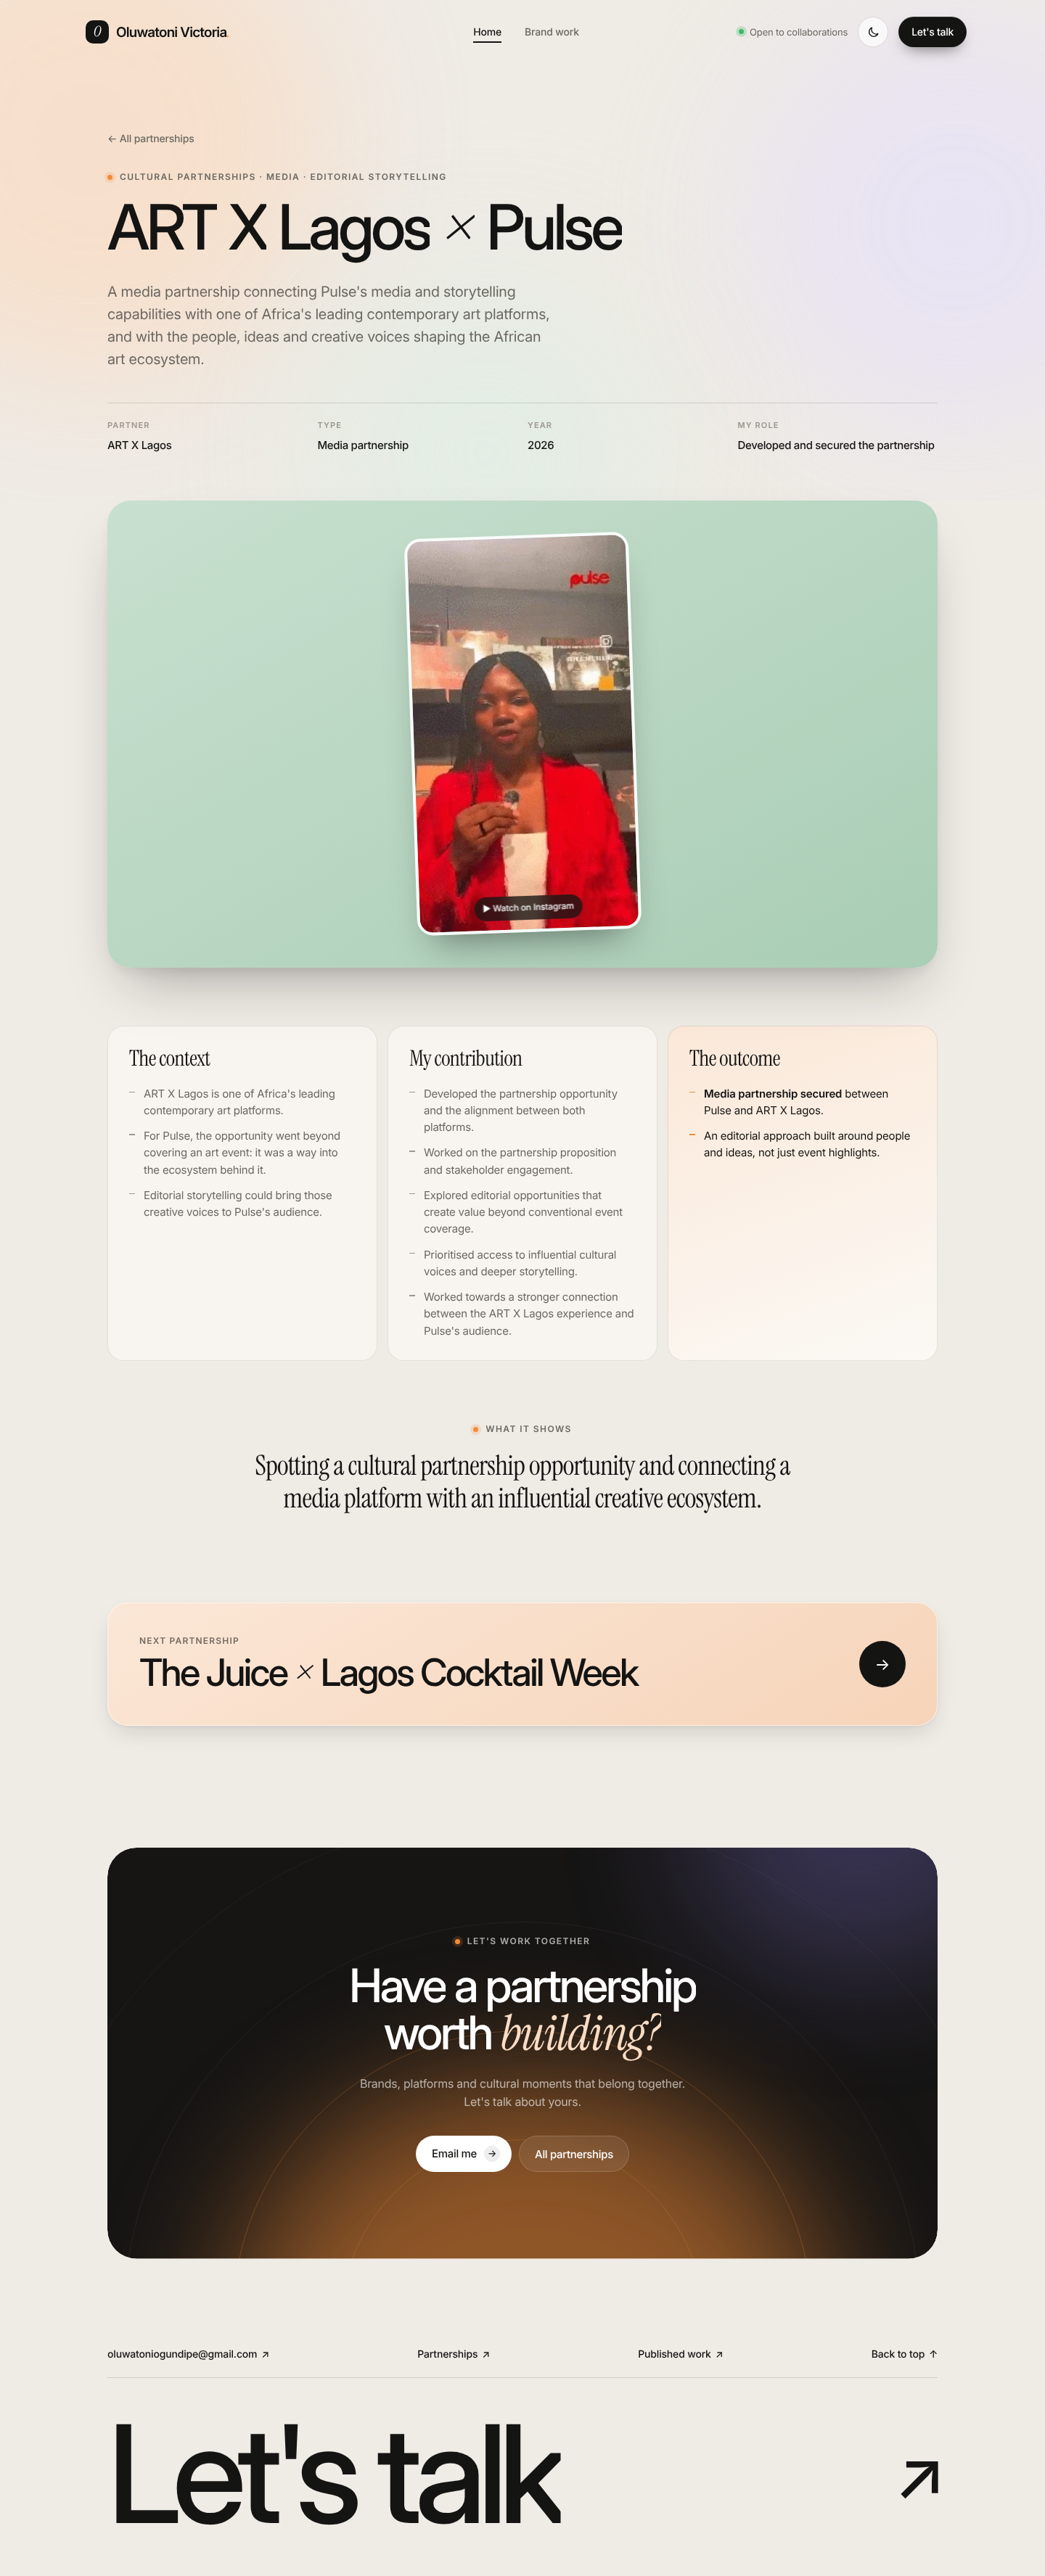 O Oluwatoni Victoria.
Home Brand work
Open to collaborations
Let's talk
← All partnerships
CULTURAL PARTNERSHIPS · MEDIA · EDITORIAL STORYTELLING
ART X Lagos × Pulse
A media partnership connecting Pulse's media and storytelling
capabilities with one of Africa's leading contemporary art platforms,
and with the people, ideas and creative voices shaping the African
art ecosystem.
PARTNER
ART X Lagos
TYPE
Media partnership
YEAR
2026
MY ROLE
Developed and secured the partnership
pulse
▶ Watch on Instagram
The context
– ART X Lagos is one of Africa's leading
contemporary art platforms.
– For Pulse, the opportunity went beyond
covering an art event: it was a way into
the ecosystem behind it.
– Editorial storytelling could bring those
creative voices to Pulse's audience.
My contribution
– Developed the partnership opportunity
and the alignment between both
platforms.
– Worked on the partnership proposition
and stakeholder engagement.
– Explored editorial opportunities that
create value beyond conventional event
coverage.
– Prioritised access to influential cultural
voices and deeper storytelling.
– Worked towards a stronger connection
between the ART X Lagos experience and
Pulse's audience.
The outcome
– Media partnership secured between
Pulse and ART X Lagos.
– An editorial approach built around people
and ideas, not just event highlights.
WHAT IT SHOWS
Spotting a cultural partnership opportunity and connecting a
media platform with an influential creative ecosystem.
NEXT PARTNERSHIP
The Juice × Lagos Cocktail Week
→
LET'S WORK TOGETHER
Have a partnership
worth building?
Brands, platforms and cultural moments that belong together.
Let's talk about yours.
Email me →
All partnerships
oluwatoniogundipe@gmail.com ↗
Partnerships ↗
Published work ↗
Back to top ↑
Let's talk ↗